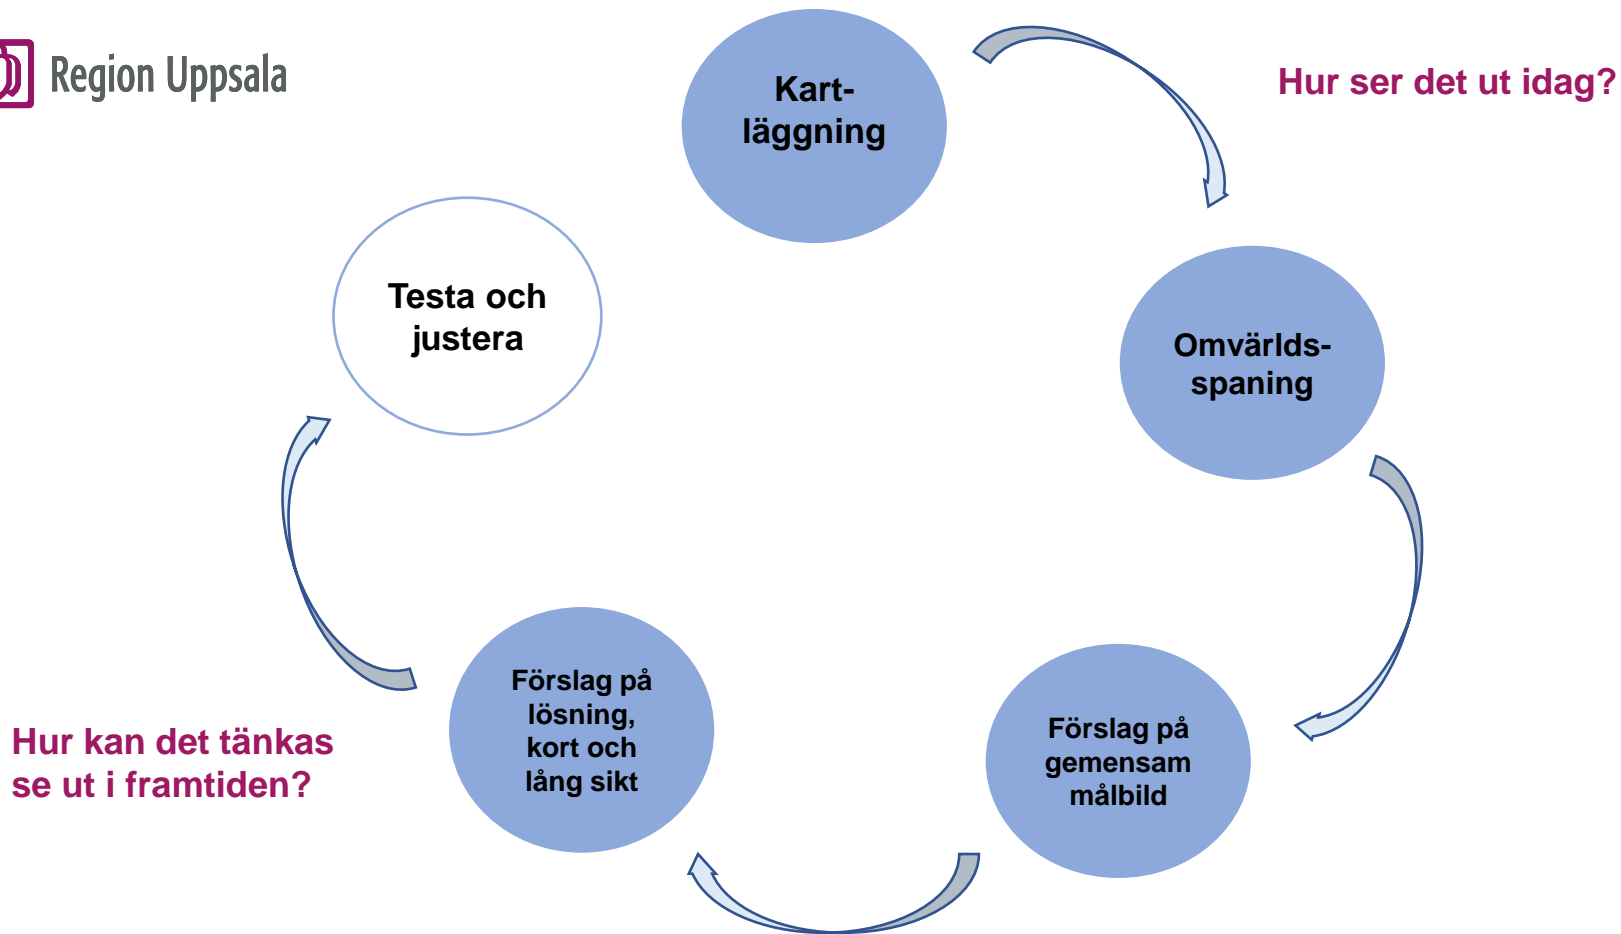 Region Uppsala
Kart-
läggning
Hur ser det ut idag?
Omvärlds-
spaning
Förslag på
gemensam
målbild
Förslag på
lösning,
kort och
lång sikt
Hur kan det tänkas
se ut i framtiden?
Testa och
justera